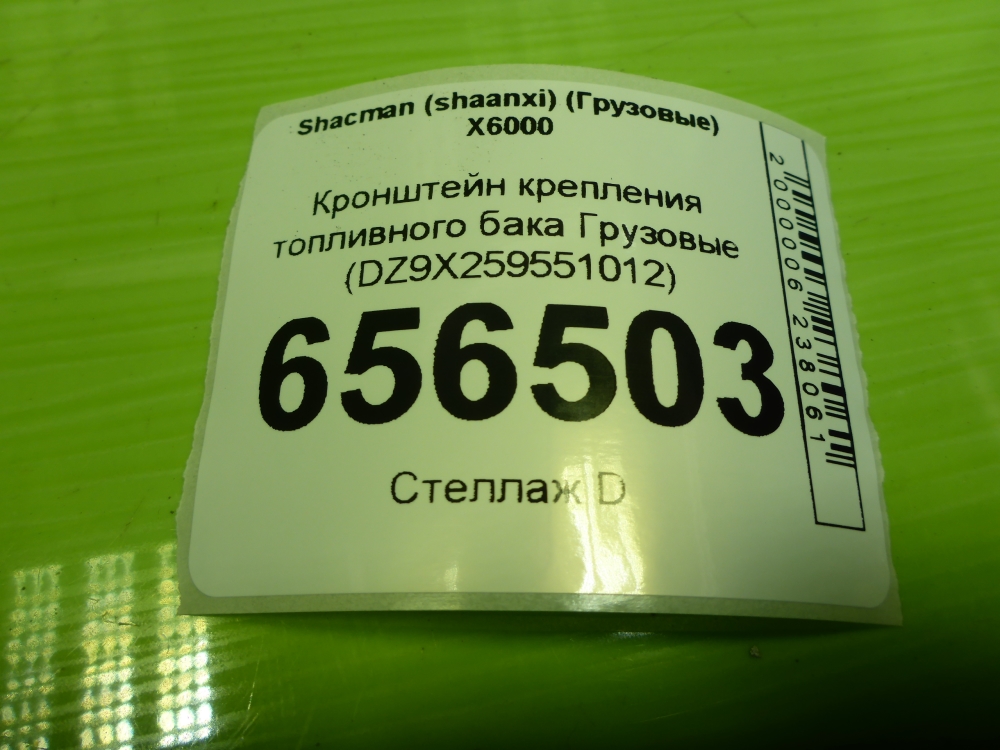 Shacman (shaanxi) (Грузовые)
X6000
Кронштейн крепления
топливного бака Грузовые
(DZ9X259551012)
656503
Стеллаж D
2000006238061